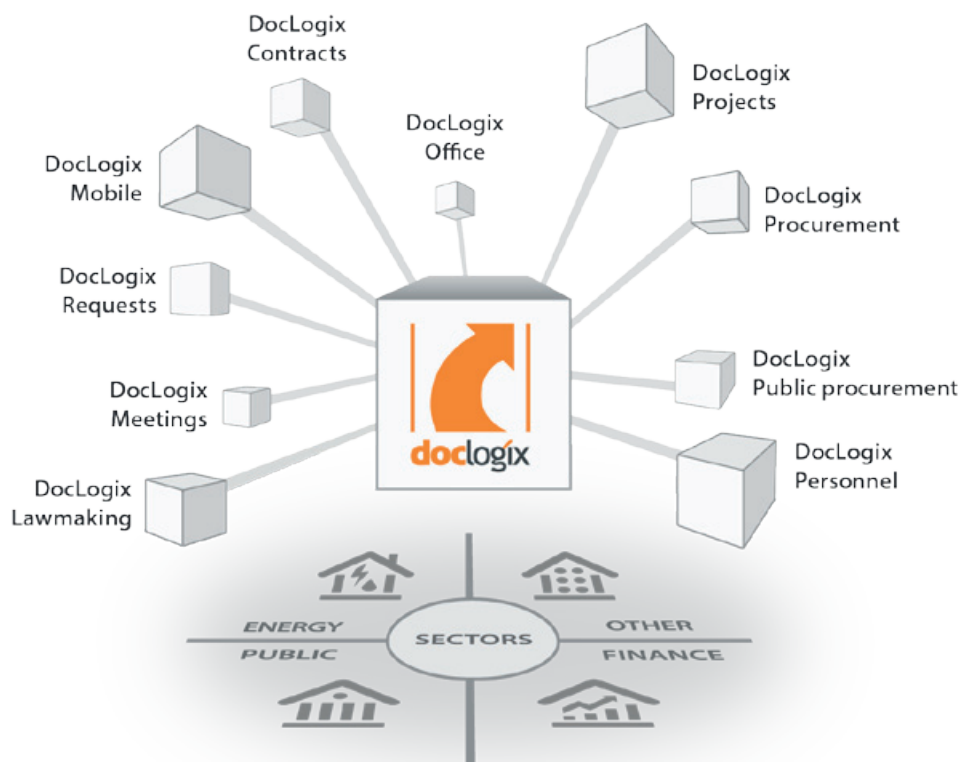 DocLogix
Contracts
DocLogix
Projects
DocLogix
Office
DocLogix
Mobile
DocLogix
Procurement
DocLogix
Requests
DocLogix
Public procurement
DocLogix
Meetings
doclogix
DocLogix
Personnel
DocLogix
Lawmaking
ENERGY
OTHER
SECTORS
PUBLIC
FINANCE